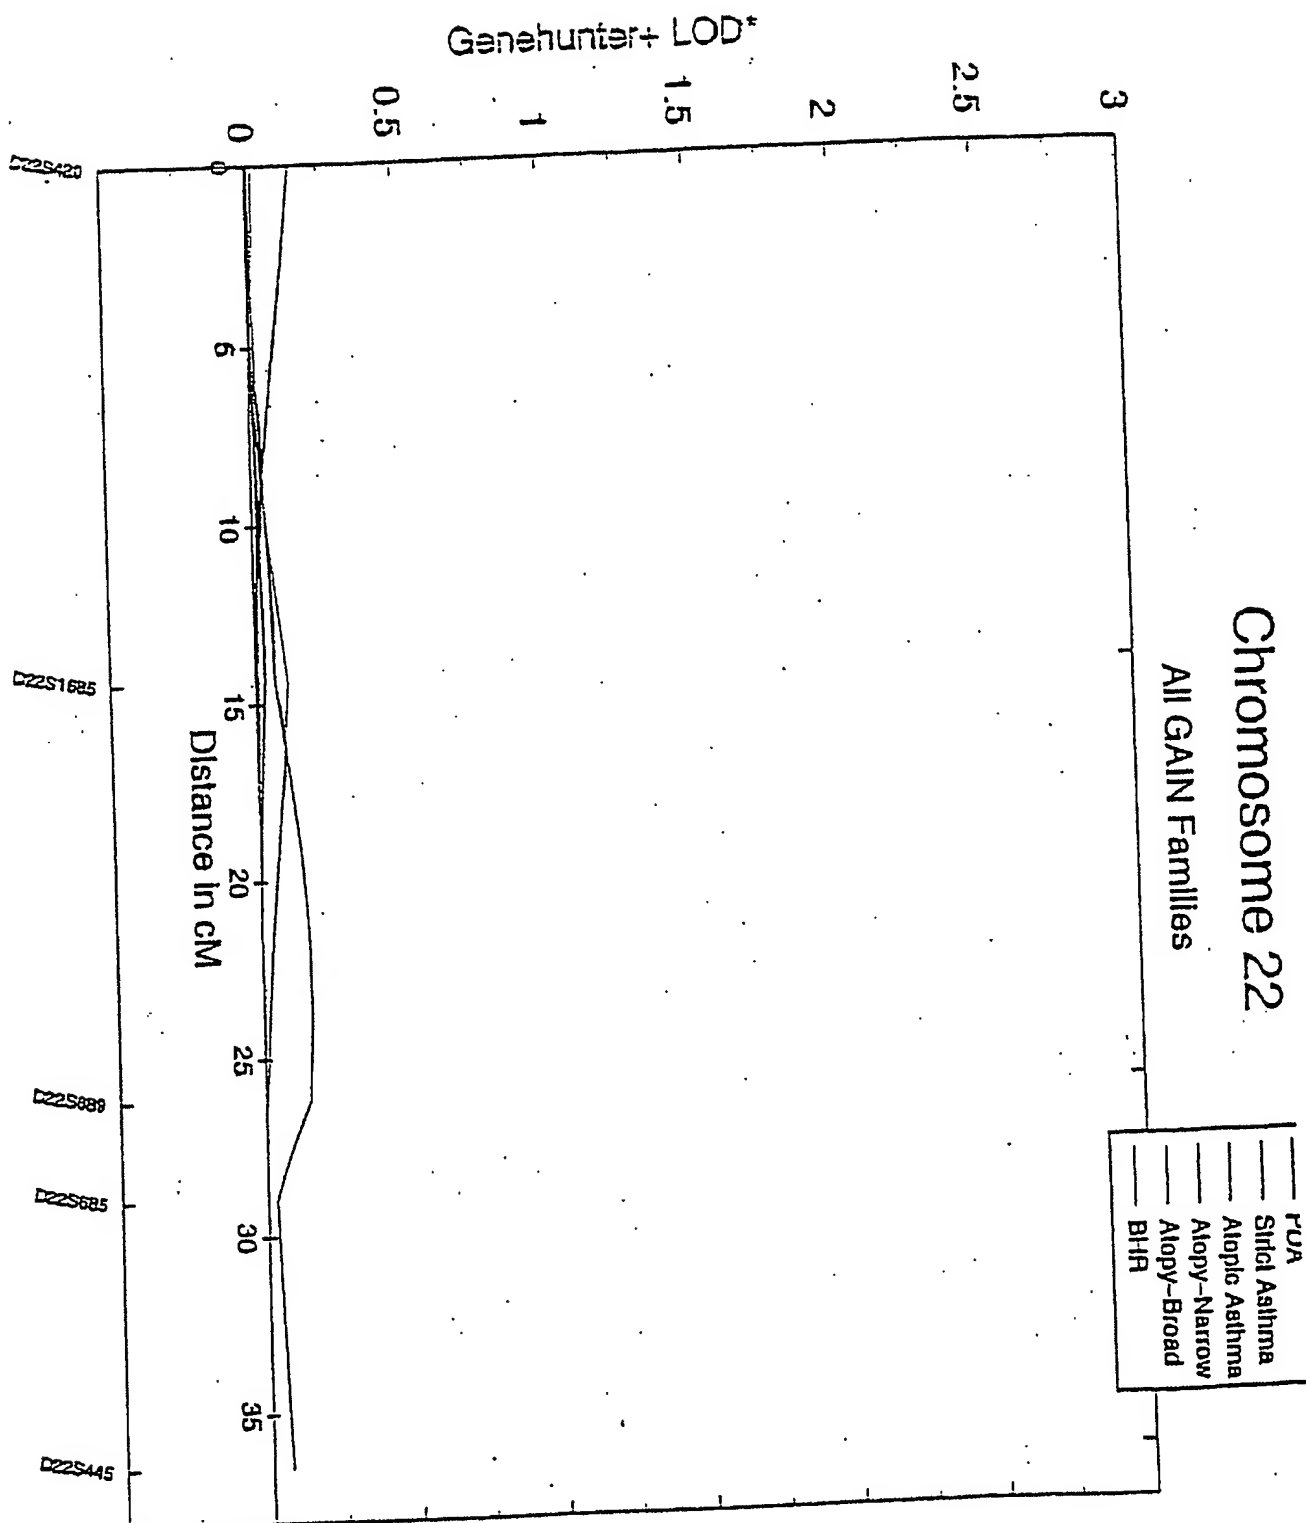 Chromosome 22
All GAIN Families
Strict Asthma
Atopic Asthma
Atopy-Narrow
Atopy-Broad
BHR
Genehunter+ LOD*
3
2.5
2
1.5
1
0.5
0
0
5
10
15
20
25
30
35
Distance in cM
D22S420
D22S1685
D22S689
D22S685
D22S445